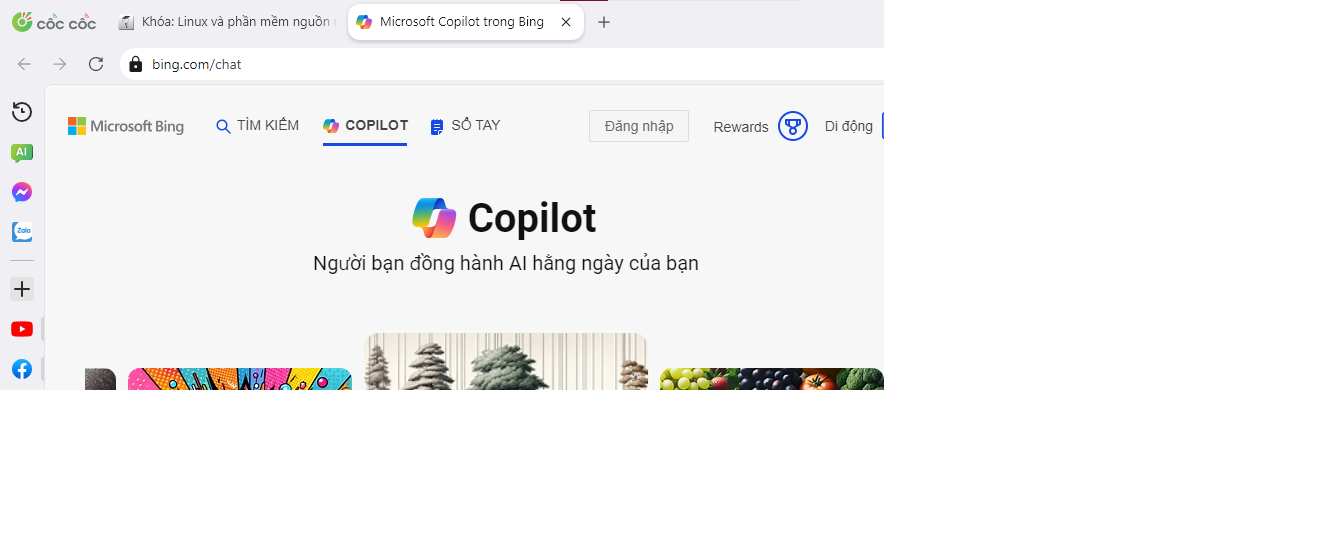 cốc cốc
Khóa: Linux và phần mềm nguồn
Microsoft Copilot trong Bing
bing.com/chat
AI
Zalo
Microsoft Bing
TÌM KIẾM
COPILOT
SỔ TAY
Đăng nhập
Rewards
Di động
Copilot
Người bạn đồng hành AI hằng ngày của bạn